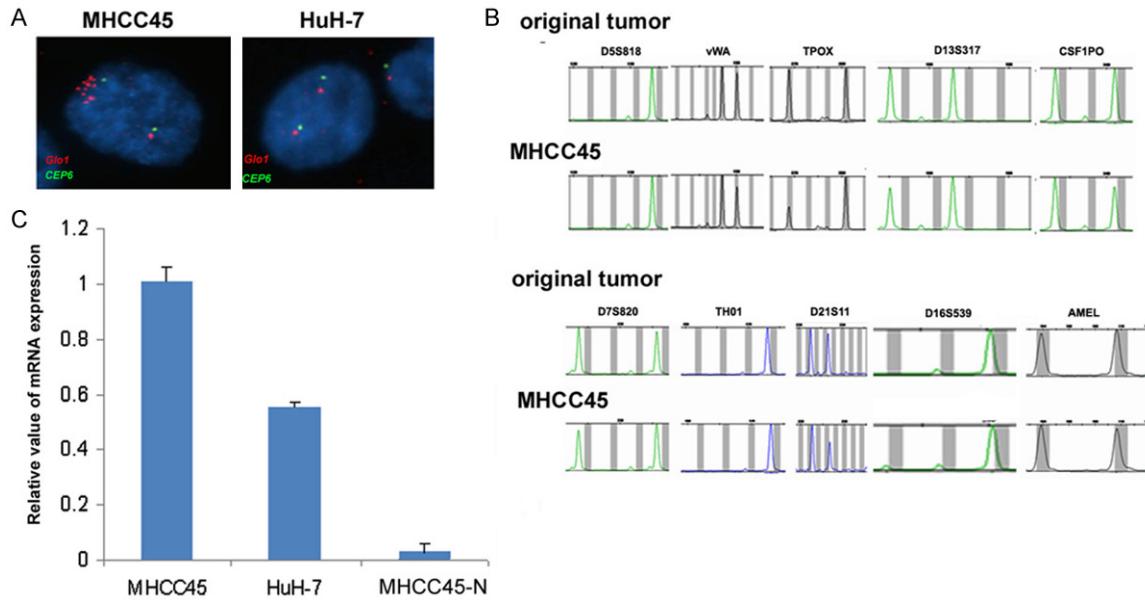 A
MHCC45
HuH-7
Glo1
CEP6
Glo1
CEP6
B
original tumor
D5S818
vWA
TPOX
D13S317
CSF1PO
MHCC45
original tumor
D7S820
TH01
D21S11
D16S539
AMEL
MHCC45
C
Relative value of mRNA expression
1.2
1
0.8
0.6
0.4
0.2
0
MHCC45
HuH-7
MHCC45-N